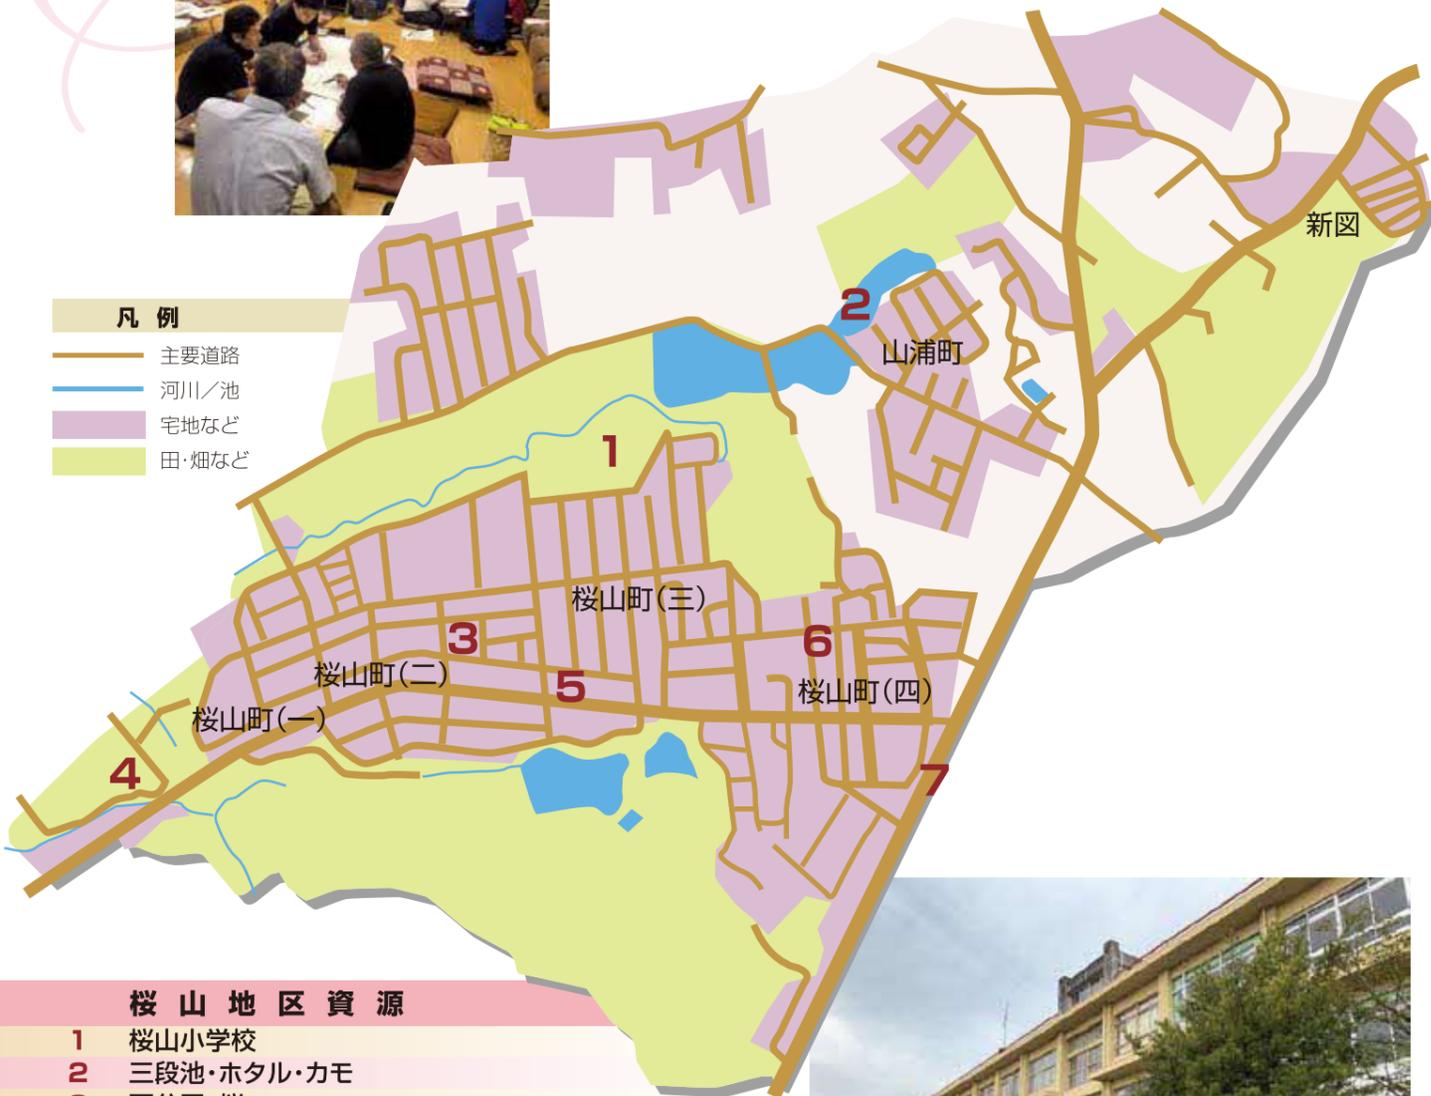 凡例
主要道路
河川／池
宅地など
田・畑など
新図
2
山浦町
1
桜山町（三）
3
6
桜山町（二）
5
桜山町（四）
桜山町（一）
4
7
桜山地区資源
1 桜山小学校
2 三段池・ホタル・カモ